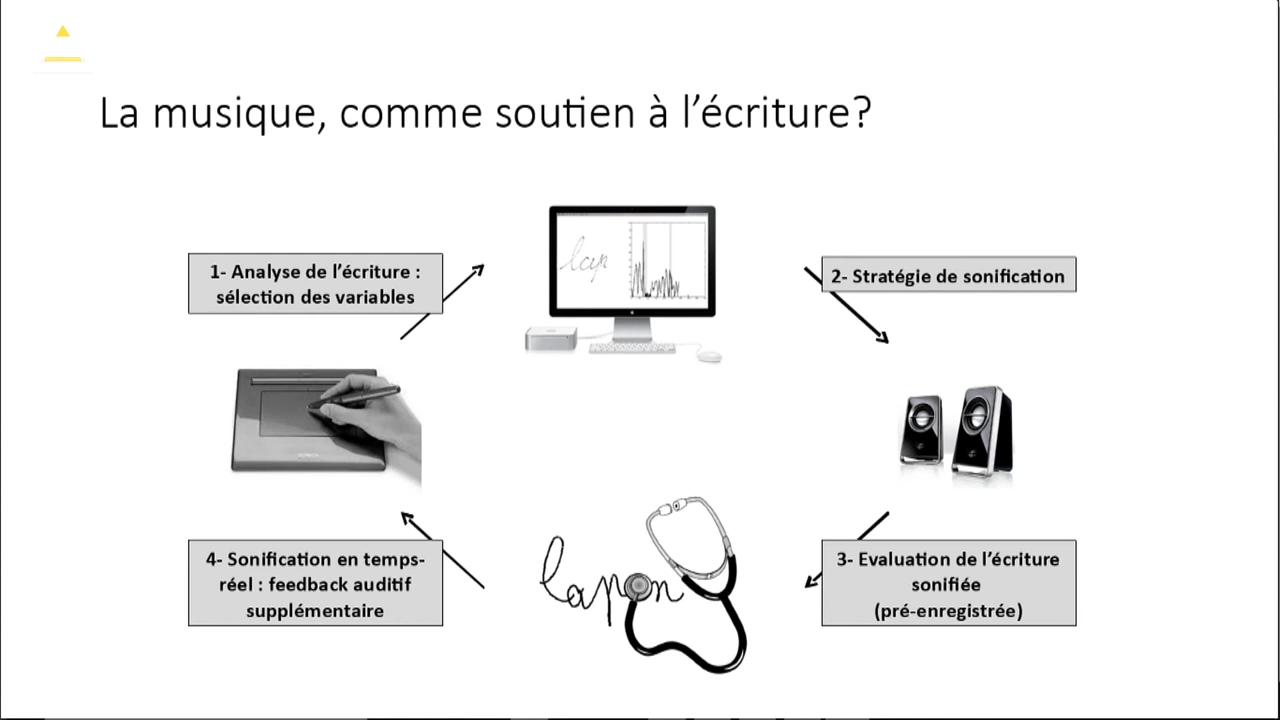 La musique, comme soutien à l'écriture?
1- Analyse de l'écriture :
sélection des variables
2- Stratégie de sonification
4- Sonification en temps-
réel : feedback auditif
supplémentaire
lapin
3- Evaluation de l'écriture
sonifiée
(pré-enregistrée)